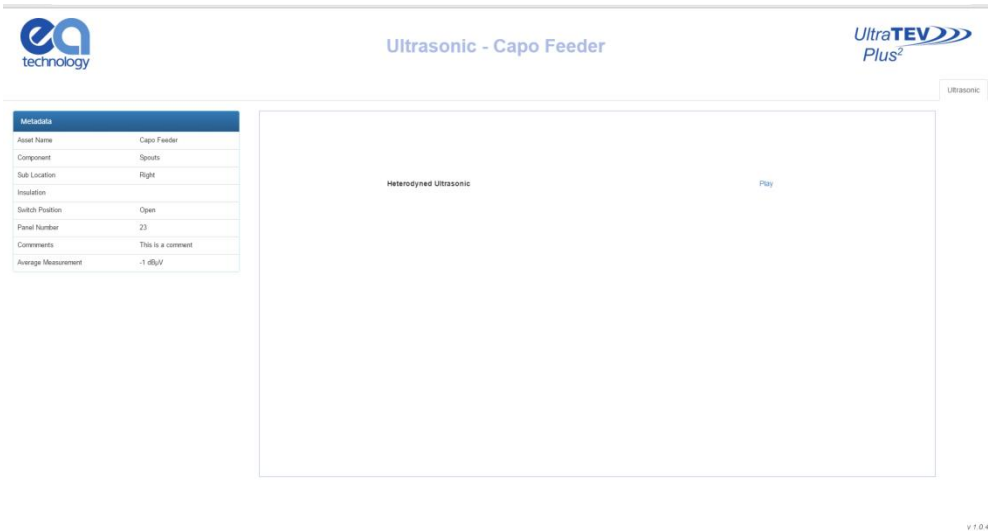 ea
technology
Ultrasonic - Capo Feeder
UltraTEV
Plus²
Ultrasonic
Metadata
Asset Name Capo Feeder
Component Spouts
Sub Location Right
Insulation
Switch Position Open
Panel Number 23
Commments This is a comment
Average Measurement -1 dBμV
Heterodyned Ultrasonic Play
v 1.0.4